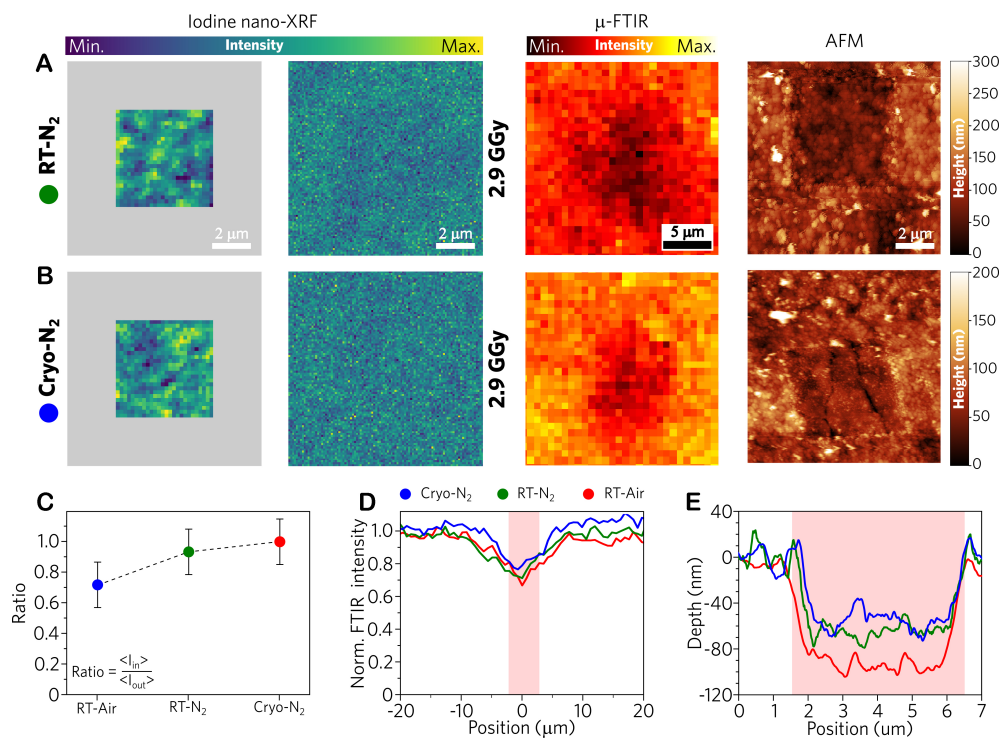 Iodine nano-XRF
μ-FTIR
AFM
Min. Intensity Max.
Min. Intensity Max.
A
RT-N2
2 μm
2.9 GGy
5 μm
2 μm
300
250
200
150
100
50
0
Height (nm)
B
Cryo-N2
2.9 GGy
200
150
100
50
0
Height (nm)
C
Ratio
1.0
0.8
0.6
0.4
0.2
0
Ratio = <Iin>
<Iout>
RT-Air
RT-N2
Cryo-N2
D
Cryo-N2
RT-N2
RT-Air
Norm. FTIR intensity
1.0
0.8
0.6
0.4
0.2
0
-20
-10
0
10
20
Position (μm)
E
Depth (nm)
40
0
-40
-80
-120
0
1
2
3
4
5
6
7
Position (um)